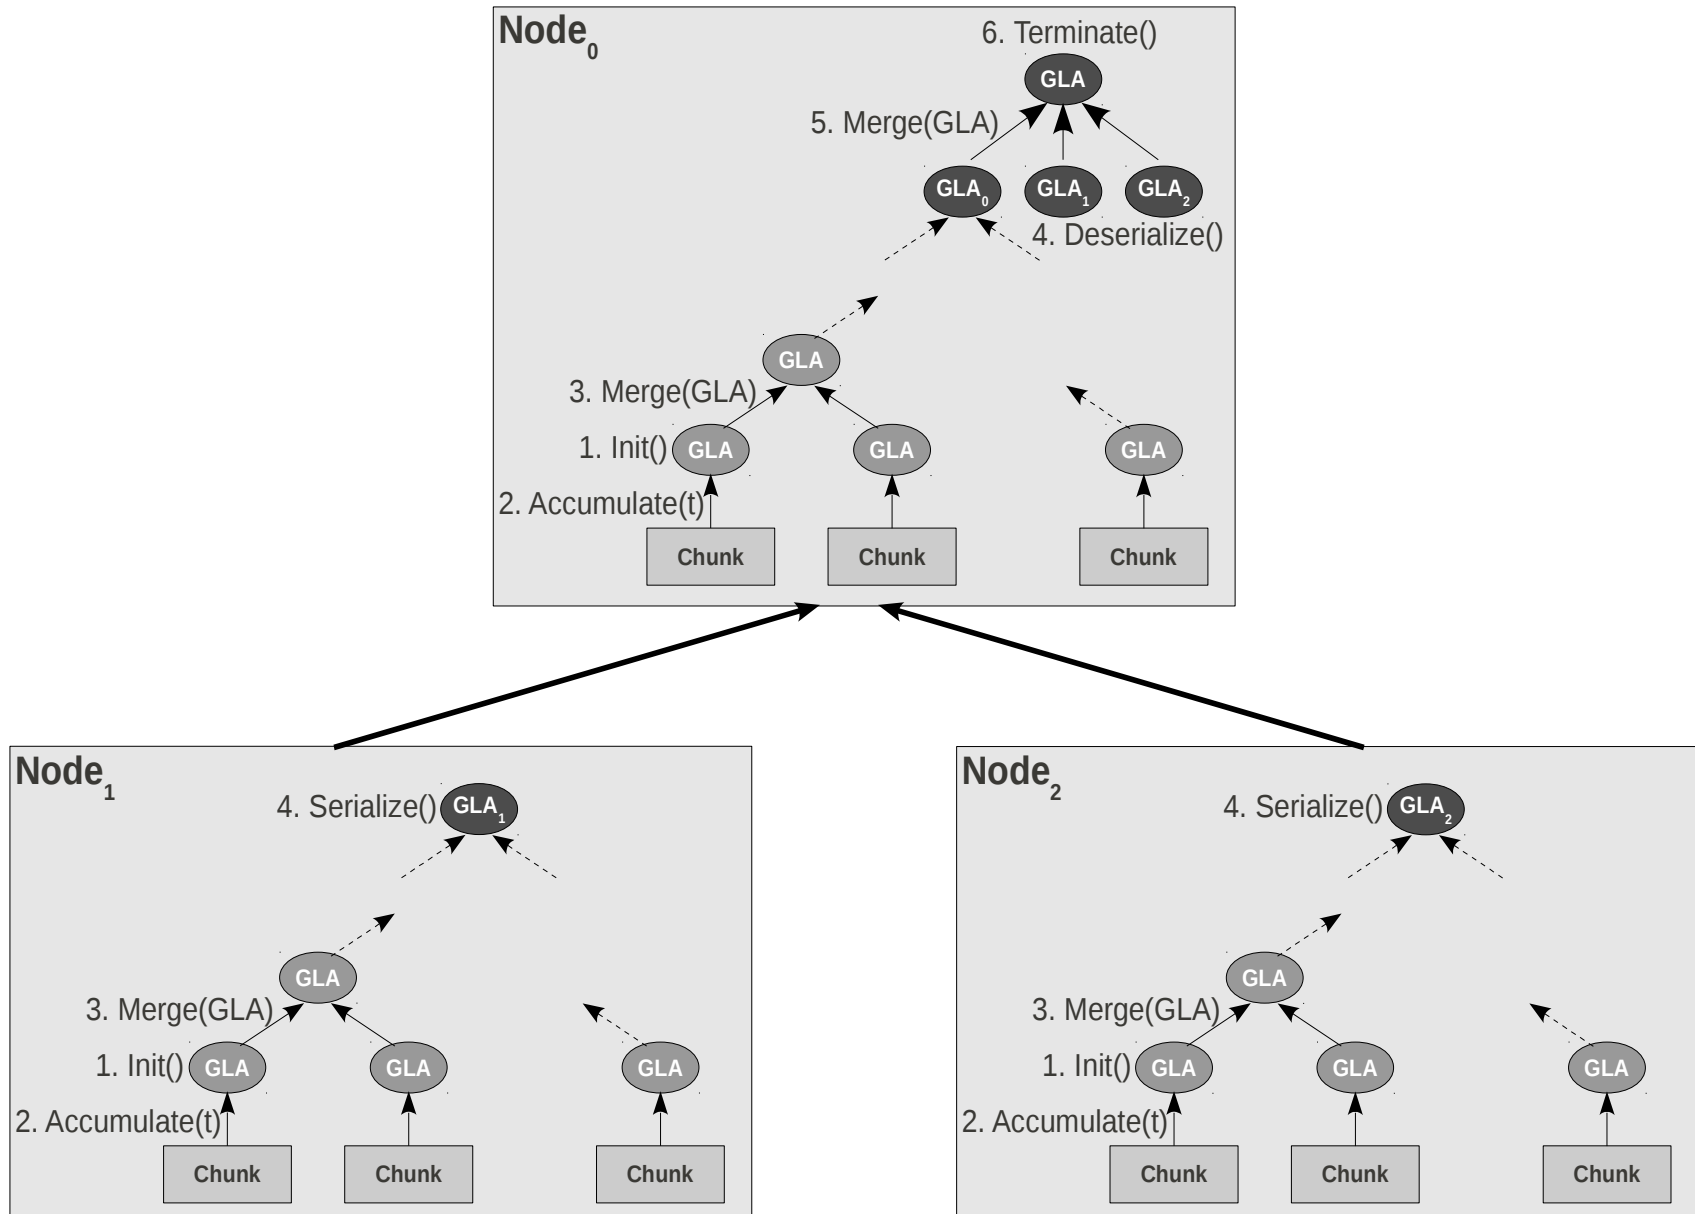 Node0
6. Terminate()
GLA
5. Merge(GLA)
GLA0 GLA1 GLA2
4. Deserialize()
GLA
3. Merge(GLA)
1. Init() GLA GLA GLA
2. Accumulate(t)
Chunk Chunk Chunk
Node1
4. Serialize() GLA1
GLA
3. Merge(GLA)
1. Init() GLA GLA GLA
2. Accumulate(t)
Chunk Chunk Chunk
Node2
4. Serialize() GLA2
GLA
3. Merge(GLA)
1. Init() GLA GLA GLA
2. Accumulate(t)
Chunk Chunk Chunk